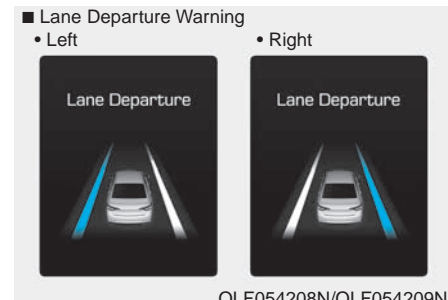 ■ Lane Departure Warning
• Left • Right
Lane Departure Lane Departure
OLF054208N/OLF054209N